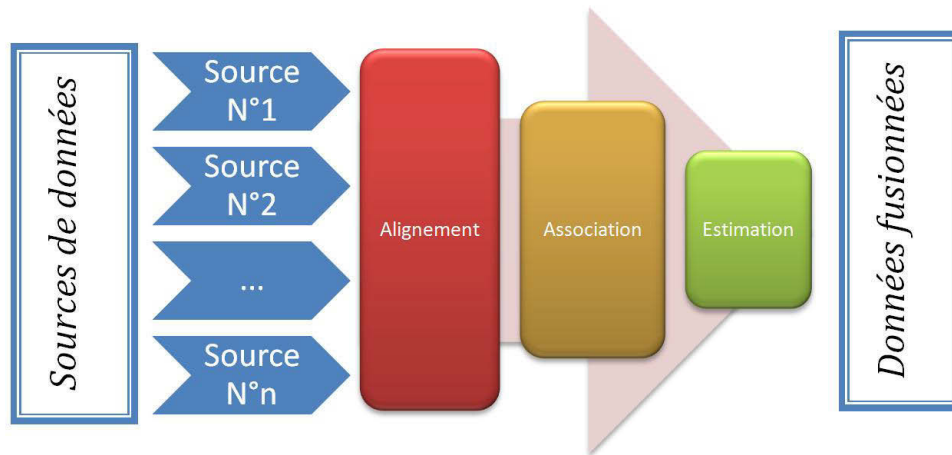 Sources de données
Source
N°1
Source
N°2
...
Source
N°n
Alignement
Association
Estimation
Données fusionnées